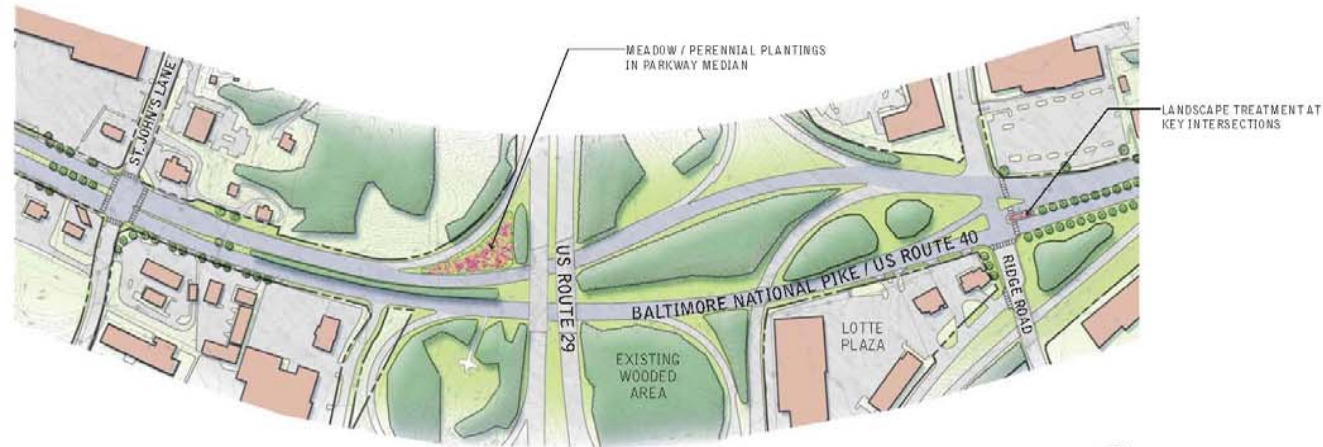 MEADOW / PERENNIAL PLANTINGS
IN PARKWAY MEDIAN
LANDSCAPE TREATMENT AT
KEY INTERSECTIONS
ST. JOHN'S LANE
US ROUTE 29
BALTIMORE NATIONAL PIKE / US ROUTE 40
RIDGE ROAD
LOTTE
PLAZA
EXISTING
WOODED
AREA